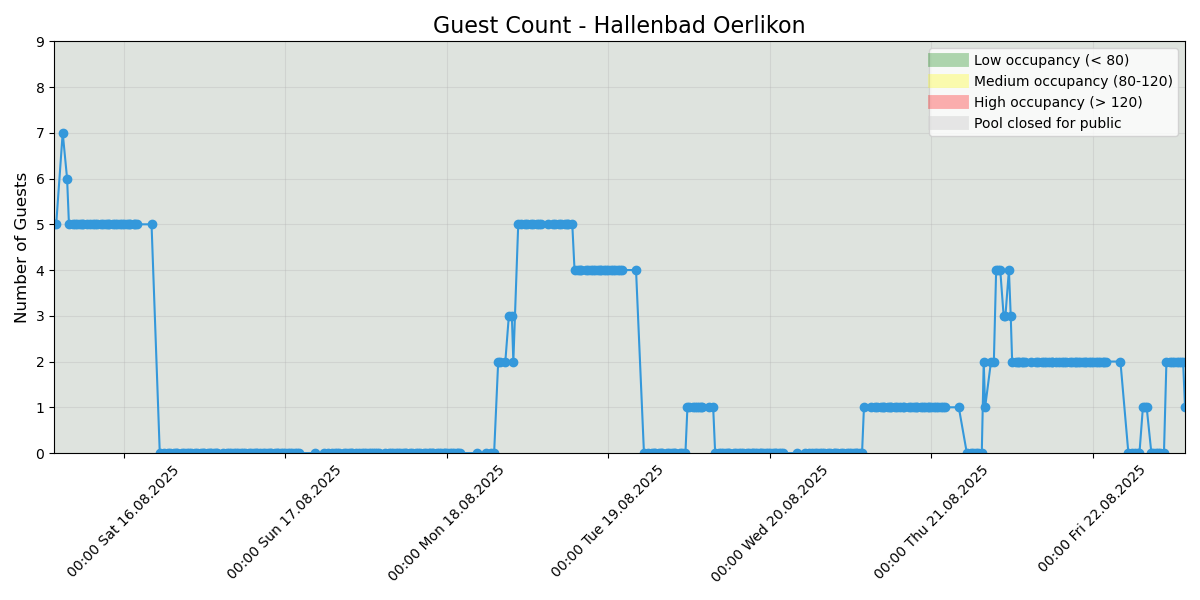 Guest Count - Hallenbad Oerlikon
Number of Guests
9
8
7
6
5
4
3
2
1
0
Low occupancy (< 80)
Medium occupancy (80-120)
High occupancy (> 120)
Pool closed for public
00:00 Sat 16.08.2025
00:00 Sun 17.08.2025
00:00 Mon 18.08.2025
00:00 Tue 19.08.2025
00:00 Wed 20.08.2025
00:00 Thu 21.08.2025
00:00 Fri 22.08.2025